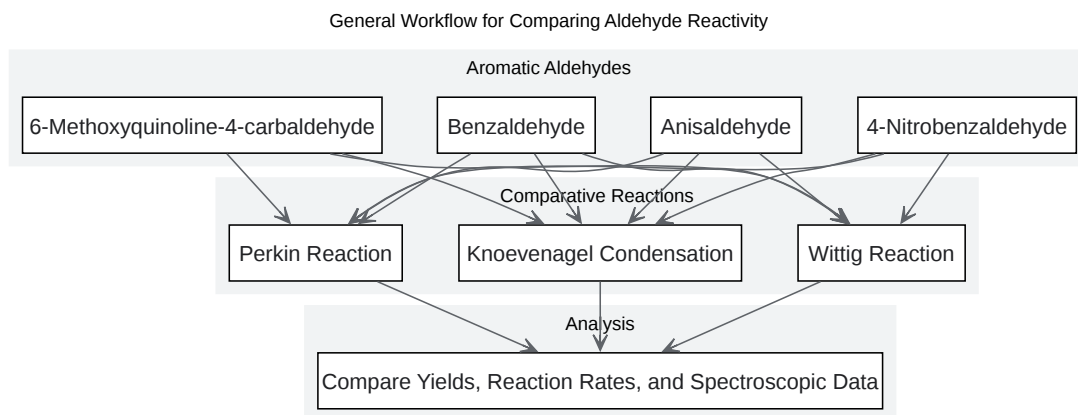 General Workflow for Comparing Aldehyde Reactivity
Aromatic Aldehydes
6-Methoxyquinoline-4-carbaldehyde
Benzaldehyde
Anisaldehyde
4-Nitrobenzaldehyde
Comparative Reactions
Perkin Reaction
Knoevenagel Condensation
Wittig Reaction
Analysis
Compare Yields, Reaction Rates, and Spectroscopic Data